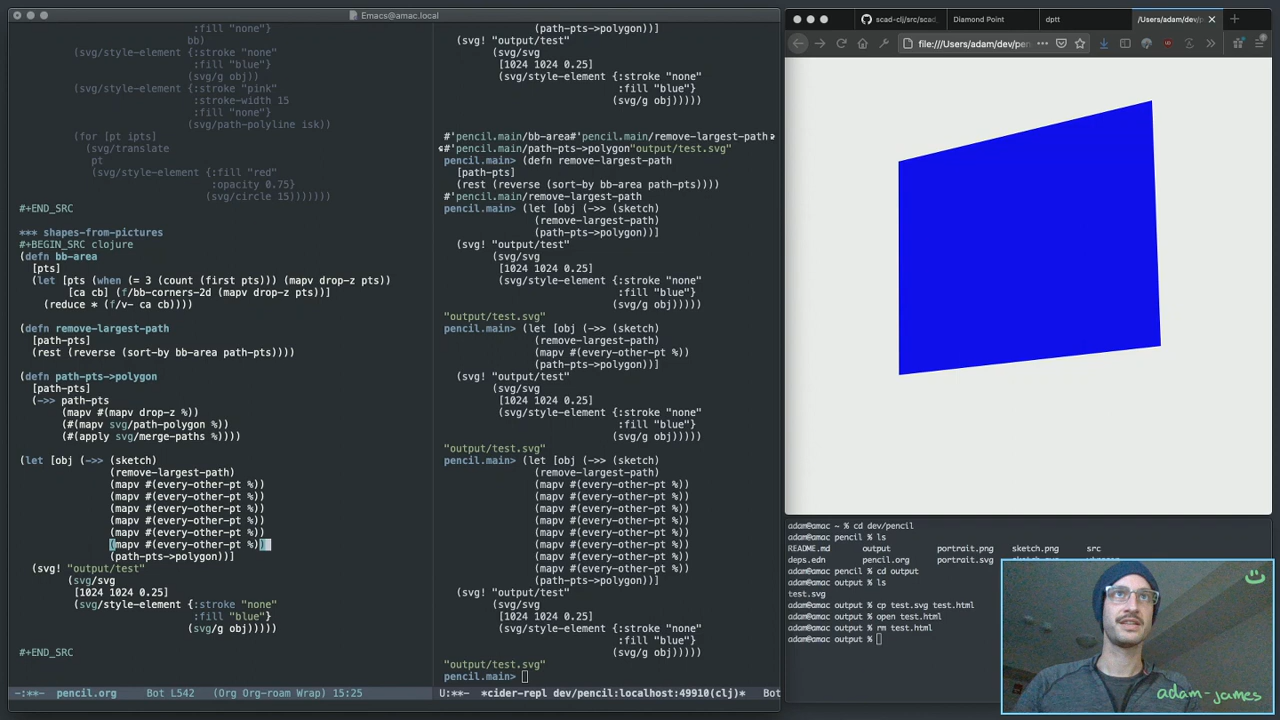 Emacs@amac.local
:fill "none"}
bb)
(svg/style-element {:stroke "none"
:fill "blue"}
(svg/g obj))
(svg/style-element {:stroke "pink"
:stroke-width 15
:fill "none"}
(svg/path-polyline isk))
(for [pt ipts]
(svg/translate
pt
(svg/style-element {:fill "red"
:opacity 0.75}
(svg/circle 15)))))))
#+END_SRC
*** shapes-from-pictures
#+BEGIN_SRC clojure
(defn bb-area
[pts]
(let [pts (when (= 3 (count (first pts))) (mapv drop-z pts))
[ca cb] (f/bb-corners-2d (mapv drop-z pts))]
(reduce * (f/v- ca cb))))
(defn remove-largest-path
[path-pts]
(rest (reverse (sort-by bb-area path-pts))))
(defn path-pts->polygon
[path-pts]
(->> path-pts
(mapv #(mapv drop-z %))
(#(mapv svg/path-polygon %))
(#(apply svg/merge-paths %))))
(let [obj (->> (sketch)
(remove-largest-path)
(mapv #(every-other-pt %))
(mapv #(every-other-pt %))
(mapv #(every-other-pt %))
(mapv #(every-other-pt %))
(mapv #(every-other-pt %))
(mapv #(every-other-pt %))
(path-pts->polygon))]
(svg! "output/test"
(svg/svg
[1024 1024 0.25]
(svg/style-element {:stroke "none"
:fill "blue"}
(svg/g obj)))))
#+END_SRC
-:**- pencil.org Bot L542 (Org Org-roam Wrap) 15:25
(path-pts->polygon))]
(svg! "output/test"
(svg/svg
[1024 1024 0.25]
(svg/style-element {:stroke "none"
:fill "blue"}
(svg/g obj)))))
#'pencil.main/bb-area#'pencil.main/remove-largest-path
#'pencil.main/path-pts->polygon"output/test.svg"
pencil.main> (defn remove-largest-path
[path-pts]
(rest (reverse (sort-by bb-area path-pts))))
#'pencil.main/remove-largest-path
pencil.main> (let [obj (->> (sketch)
(remove-largest-path)
(path-pts->polygon))]
(svg! "output/test"
(svg/svg
[1024 1024 0.25]
(svg/style-element {:stroke "none"
:fill "blue"}
(svg/g obj)))))
"output/test.svg"
pencil.main> (let [obj (->> (sketch)
(remove-largest-path)
(mapv #(every-other-pt %))
(path-pts->polygon))]
(svg! "output/test"
(svg/svg
[1024 1024 0.25]
(svg/style-element {:stroke "none"
:fill "blue"}
(svg/g obj)))))
"output/test.svg"
pencil.main> (let [obj (->> (sketch)
(remove-largest-path)
(mapv #(every-other-pt %))
(mapv #(every-other-pt %))
(mapv #(every-other-pt %))
(mapv #(every-other-pt %))
(mapv #(every-other-pt %))
(mapv #(every-other-pt %))
(mapv #(every-other-pt %))
(mapv #(every-other-pt %))
(path-pts->polygon))]
(svg! "output/test"
(svg/svg
[1024 1024 0.25]
(svg/style-element {:stroke "none"
:fill "blue"}
(svg/g obj)))))
"output/test.svg"
pencil.main>
U:**- *cider-repl dev/pencil:localhost:49910(clj)* Bot
scad-clj/src/scad_ Diamond Point dptt /Users/adam/dev/p
file:///Users/adam/dev/pen
adam@amac ~ % cd dev/pencil
adam@amac pencil % ls
README.md output portrait.png sketch.png src
deps.edn pencil.org portrait.svg
adam@amac pencil % cd output
adam@amac output % ls
test.svg
adam@amac output % cp test.svg test.html
adam@amac output % open test.html
adam@amac output % rm test.html
adam@amac output %
adam-james